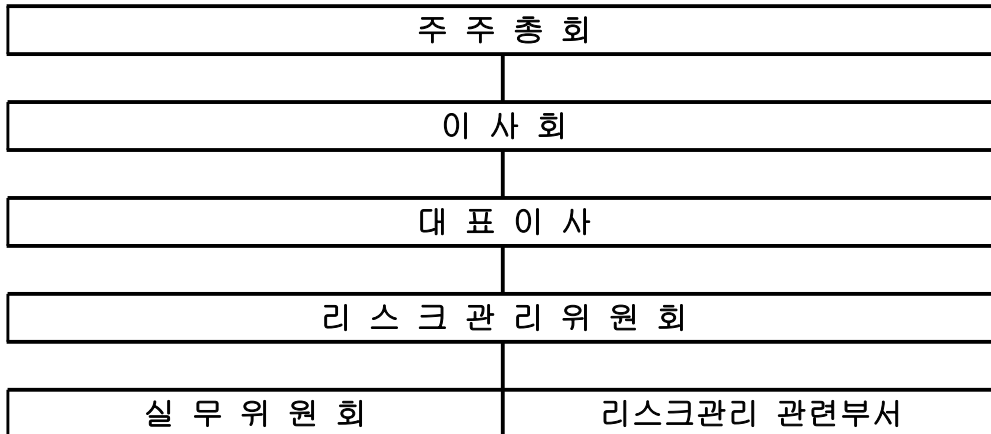 주 주 총 회
이 사 회
대 표 이 사
리 스 크 관 리 위 원 회
실 무 위 원 회
리스크관리 관련부서